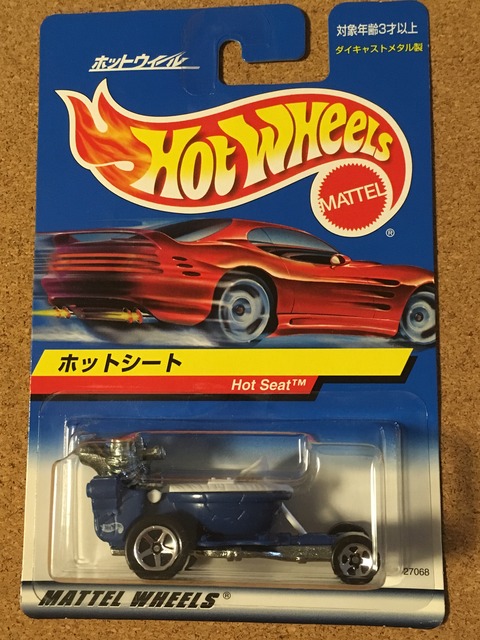 ホットウィール
対象年齢3才以上
ダイキャストメタル製
Hot Wheels
MATTEL
®
ホットシート
Hot Seat™
27068
MATTEL WHEELS®